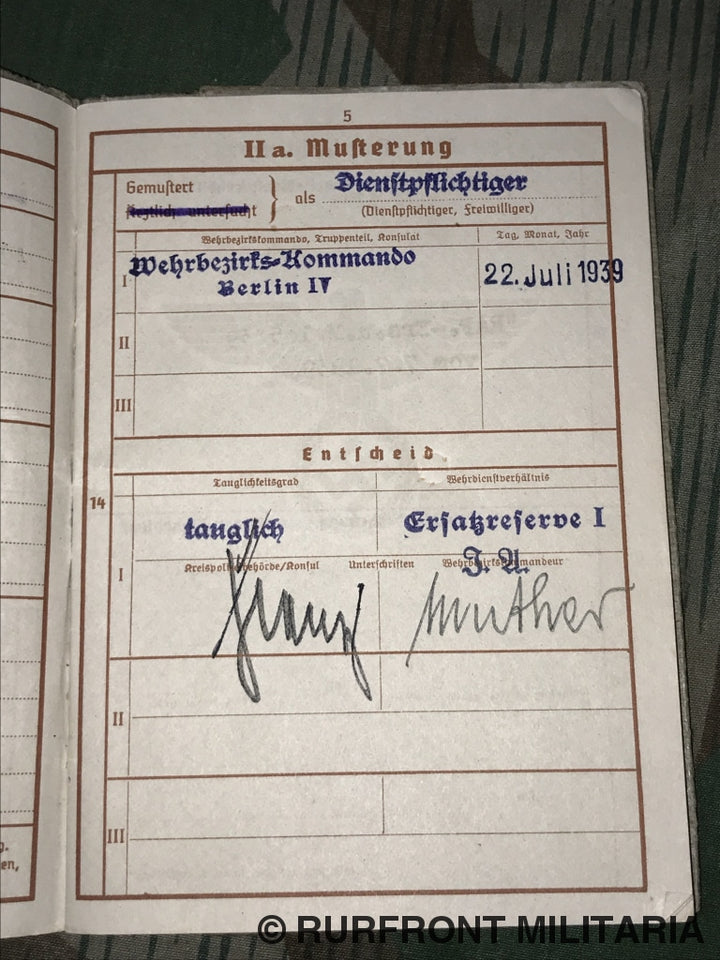 5
II a. Musterung
Gemustert
Ärztlich untersucht } als Dienstpflichtiger
(Dienstpflichtiger, Freiwilliger)
Wehrbezirkskommando, Truppenteil, Konsulat Tag, Monat, Jahr
I Wehrbezirks-Kommando
Berlin IV 22. Juli 1939
II
III
Entscheid
14
Tauglichkeitsgrad Wehrdienstverhältnis
tauglich Ersatzreserve I
I Kreispolizeibehörde/Konsul Unterschriften Wehrbezirkskommandeur
J. A.
II
III
g.
en,
© RURFRONT MILITARIA